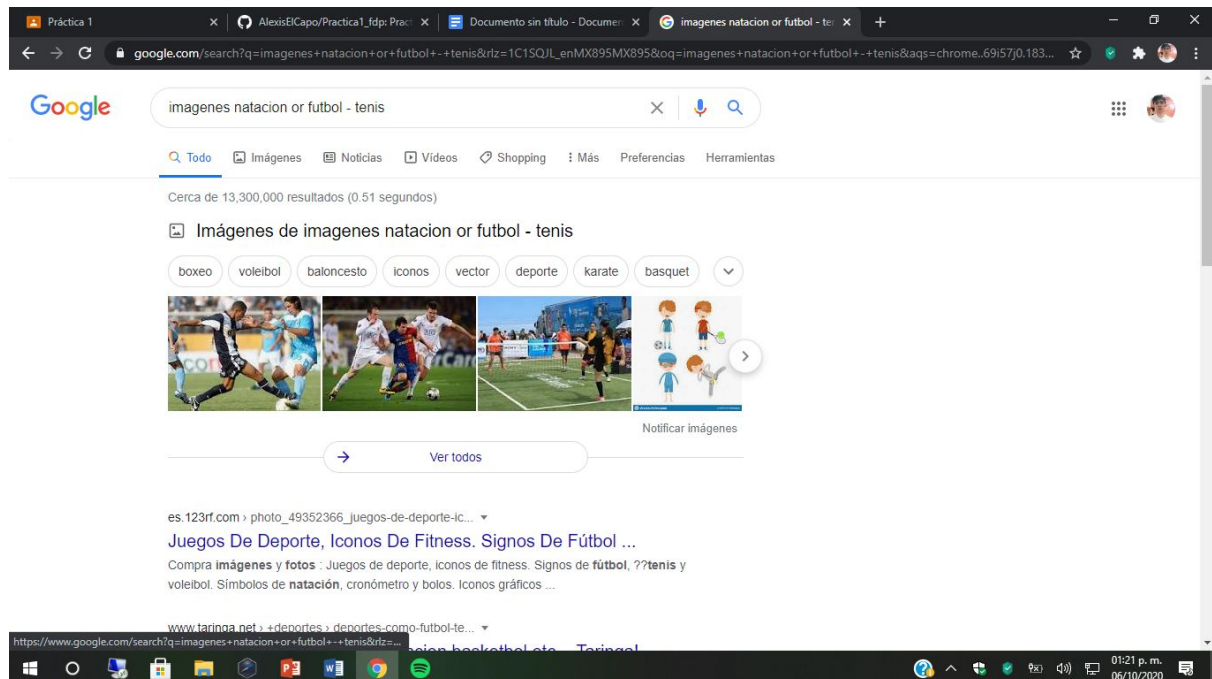 Práctica 1
AlexisElCapo/Practica1_fdp: Pract
Documento sin título - Documen
imagenes natacion or futbol - ten
google.com/search?q=imagenes+natacion+or+futbol+-+tenis&rlz=1C1SQJL_enMX895MX895&oq=imagenes+natacion+or+futbol+-+tenis&aqs=chrome..69i57j0.183...
Google
imagenes natacion or futbol - tenis
Todo Imágenes Noticias Vídeos Shopping Más Preferencias Herramientas
Cerca de 13,300,000 resultados (0.51 segundos)
Imágenes de imagenes natacion or futbol - tenis
boxeo voleibol baloncesto iconos vector deporte karate basquet
Notificar imágenes
Ver todos
es.123rf.com › photo_49352366_juegos-de-deporte-ic...
Juegos De Deporte, Iconos De Fitness. Signos De Fútbol ...
Compra imágenes y fotos : Juegos de deporte, iconos de fitness. Signos de fútbol, ??tenis y
voleibol. Símbolos de natación, cronómetro y bolos. Iconos gráficos ...
www.taringa.net › +deportes › deportes-como-futbol-te...
https://www.google.com/search?q=imagenes+natacion+or+futbol+-+tenis&rlz=...
01:21 p. m.
06/10/2020